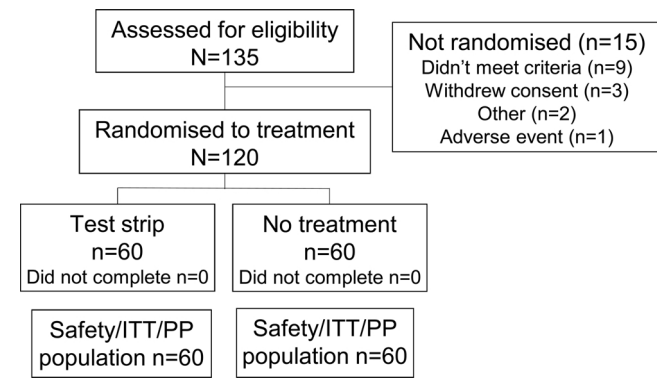 Assessed for eligibility
N=135
Not randomised (n=15)
Didn't meet criteria (n=9)
Withdrew consent (n=3)
Other (n=2)
Adverse event (n=1)
Randomised to treatment
N=120
Test strip
n=60
Did not complete n=0
No treatment
n=60
Did not complete n=0
Safety/ITT/PP
population n=60
Safety/ITT/PP
population n=60